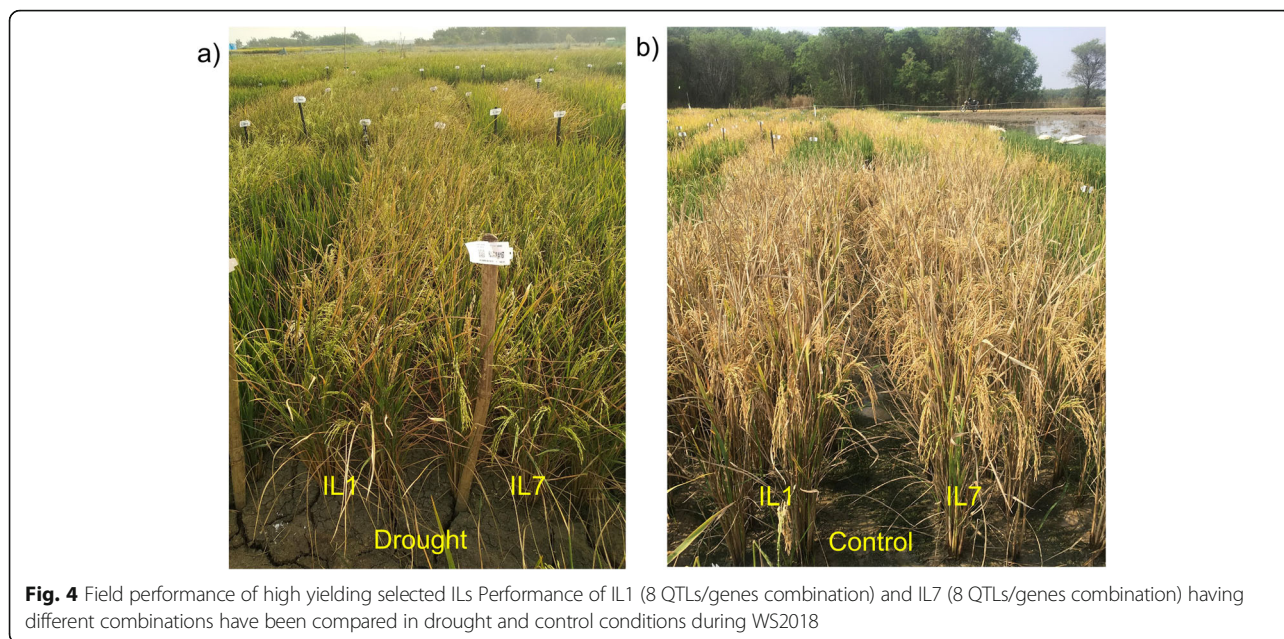 a)
b)
IL1
IL7
Drought
IL1
IL7
Control
Fig. 4 Field performance of high yielding selected ILs Performance of IL1 (8 QTLs/genes combination) and IL7 (8 QTLs/genes combination) having
different combinations have been compared in drought and control conditions during WS2018